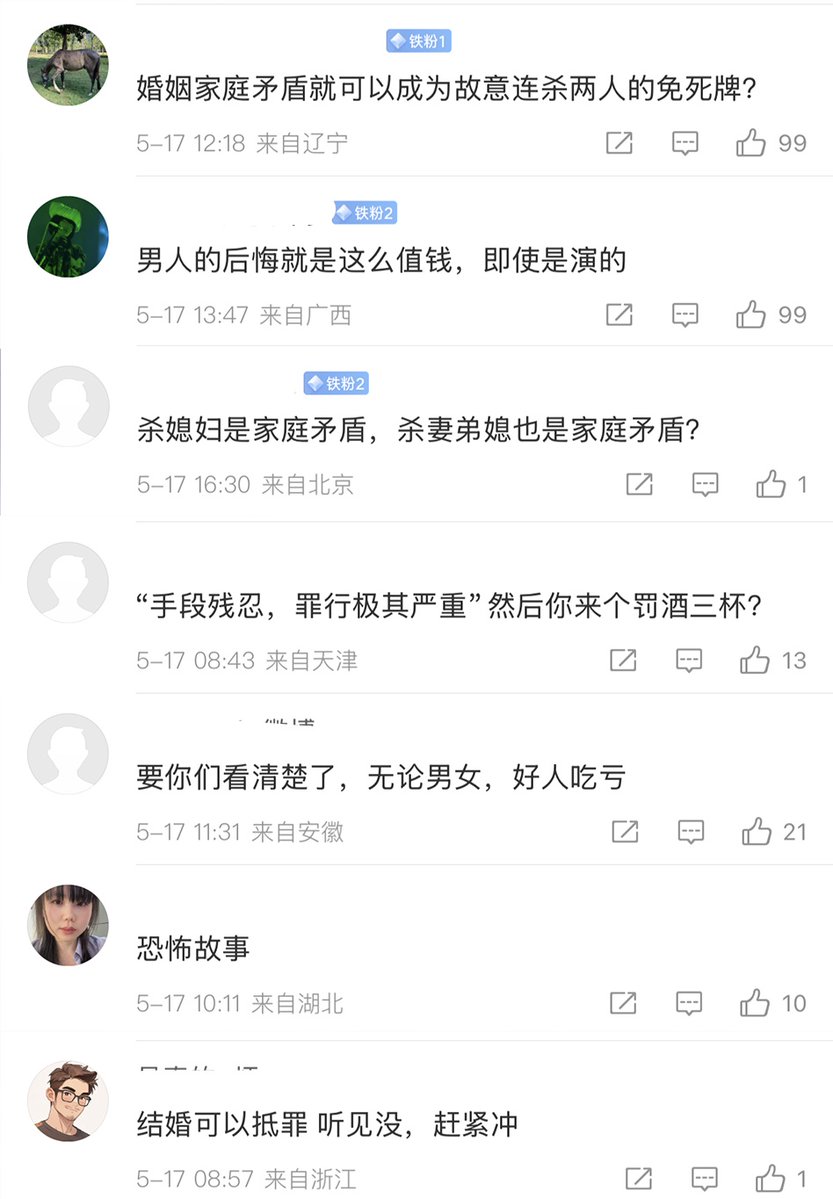 铁粉1
婚姻家庭矛盾就可以成为故意连杀两人的免死牌？
5-17 12:18 来自辽宁 99
铁粉2
男人的后悔就是这么值钱，即使是演的
5-17 13:47 来自广西 99
铁粉2
杀媳妇是家庭矛盾，杀妻弟媳也是家庭矛盾？
5-17 16:30 来自北京 1
“手段残忍，罪行极其严重”然后你来个罚酒三杯？
5-17 08:43 来自天津 13
要你们看清楚了，无论男女，好人吃亏
5-17 11:31 来自安徽 21
恐怖故事
5-17 10:11 来自湖北 10
结婚可以抵罪 听见没，赶紧冲
5-17 08:57 来自浙江 1